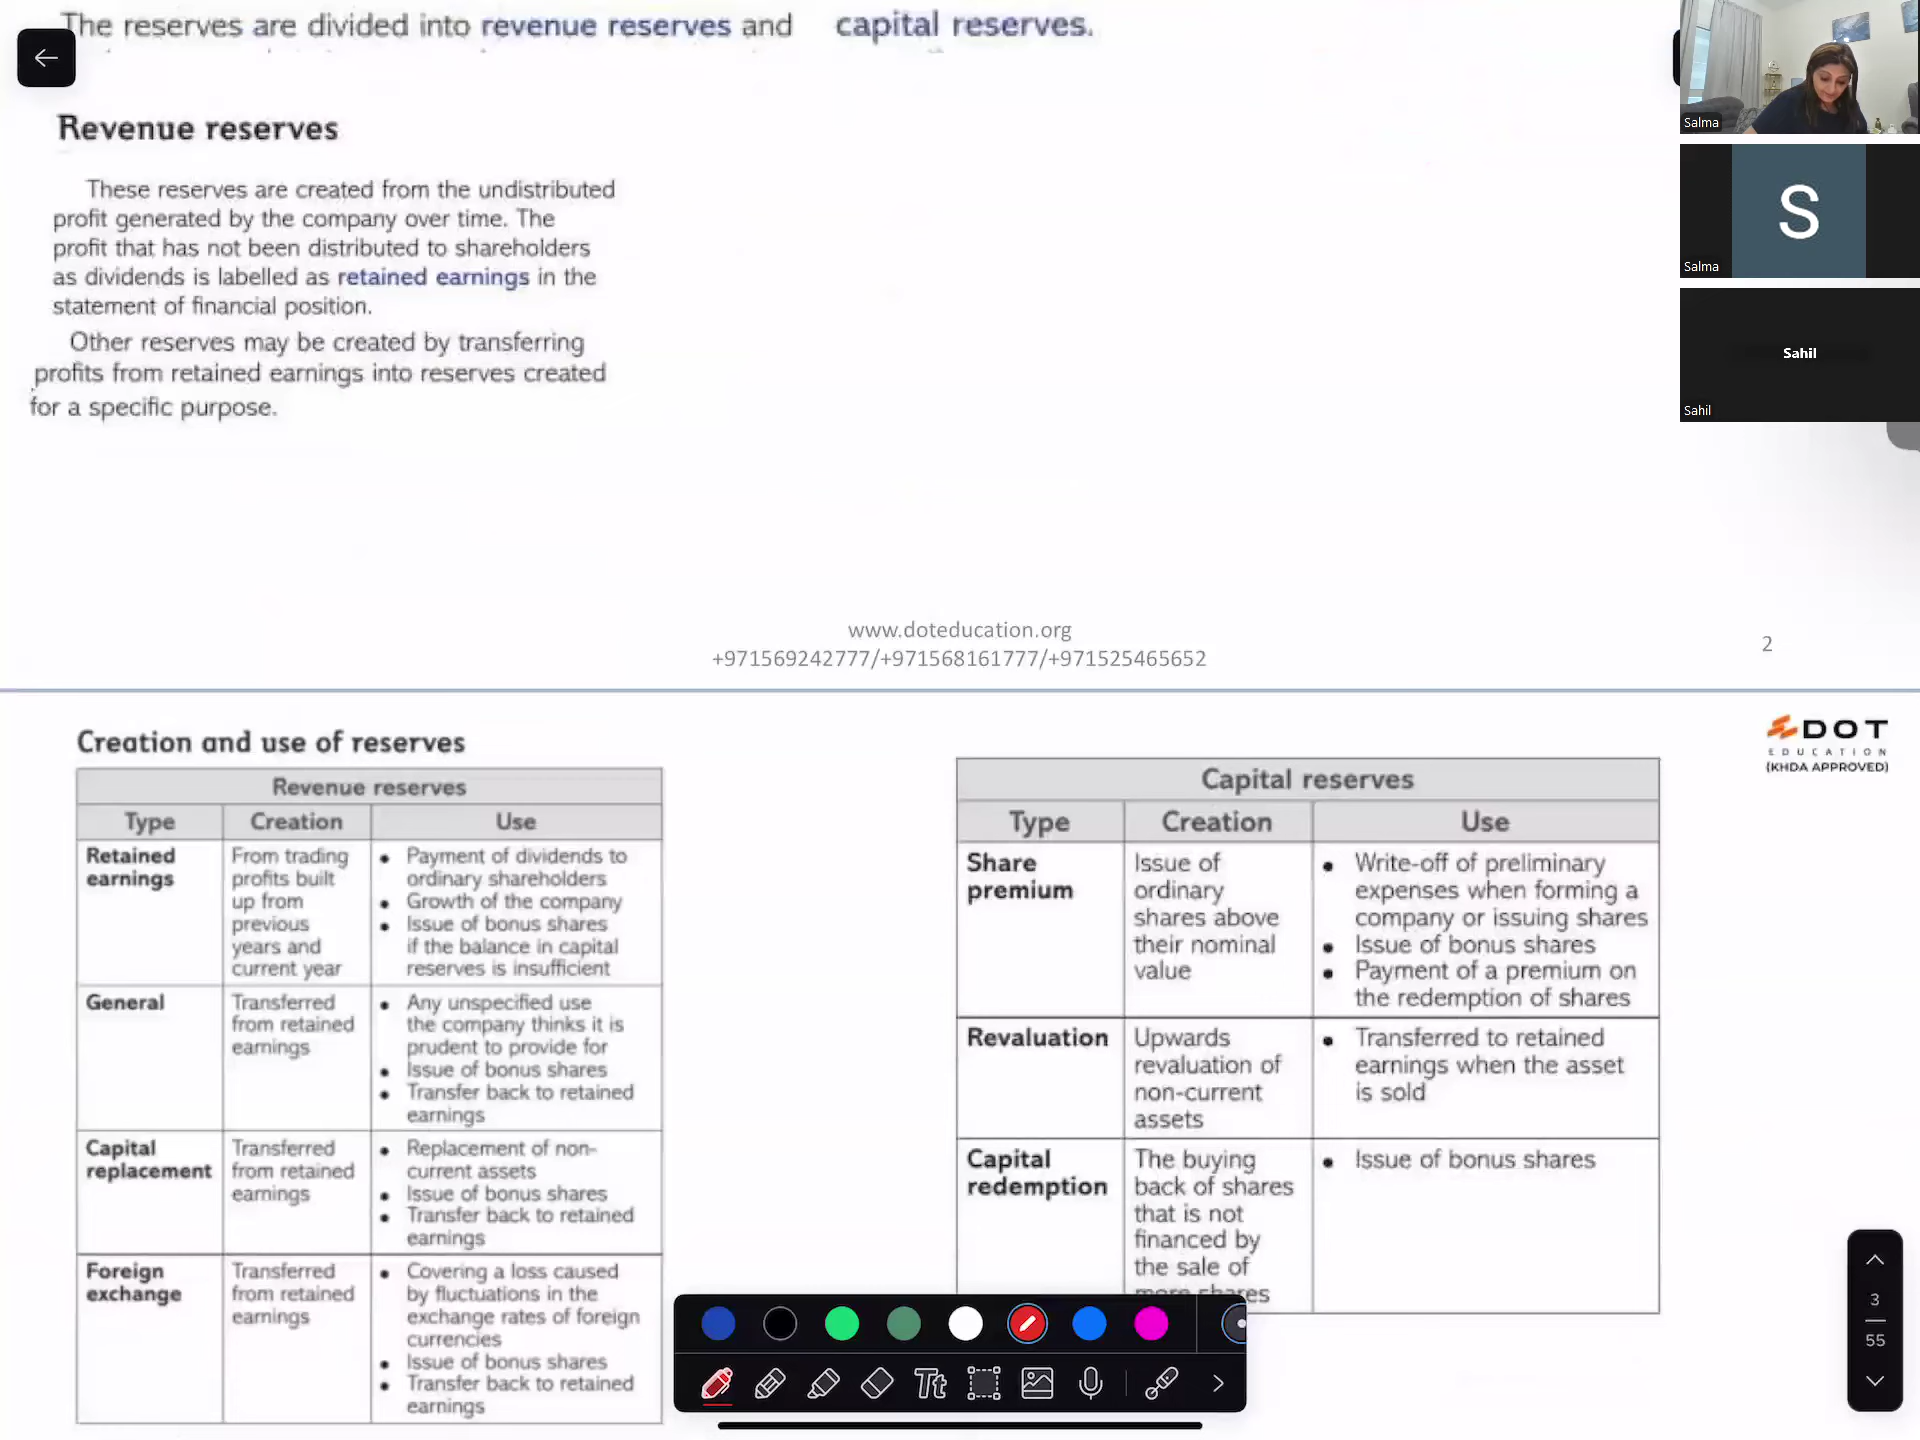 The reserves are divided into revenue reserves and capital reserves.
Revenue reserves
These reserves are created from the undistributed
profit generated by the company over time. The
profit that has not been distributed to shareholders
as dividends is labelled as retained earnings in the
statement of financial position.
Other reserves may be created by transferring
profits from retained earnings into reserves created
for a specific purpose.
www.doteducation.org
+971569242777/+971568161777/+971525465652
2
Creation and use of reserves
Revenue reserves
Type Creation Use
Retained
earnings
From trading
profits built
up from
previous
years and
current year
• Payment of dividends to
ordinary shareholders
• Growth of the company
• Issue of bonus shares
if the balance in capital
reserves is insufficient
General
Transferred
from retained
earnings
• Any unspecified use
the company thinks it is
prudent to provide for
• Issue of bonus shares
• Transfer back to retained
earnings
Capital
replacement
Transferred
from retained
earnings
• Replacement of non-
current assets
• Issue of bonus shares
• Transfer back to retained
earnings
Foreign
exchange
Transferred
from retained
earnings
• Covering a loss caused
by fluctuations in the
exchange rates of foreign
currencies
• Issue of bonus shares
• Transfer back to retained
earnings
Capital reserves
Type Creation Use
Share
premium
Issue of
ordinary
shares above
their nominal
value
• Write-off of preliminary
expenses when forming a
company or issuing shares
• Issue of bonus shares
• Payment of a premium on
the redemption of shares
Revaluation
Upwards
revaluation of
non-current
assets
• Transferred to retained
earnings when the asset
is sold
Capital
redemption
The buying
back of shares
that is not
financed by
the sale of
more shares
• Issue of bonus shares
DOT
EDUCATION
(KHDA APPROVED)
Salma
S
Salma
Sahil
Sahil
Tt
3
55